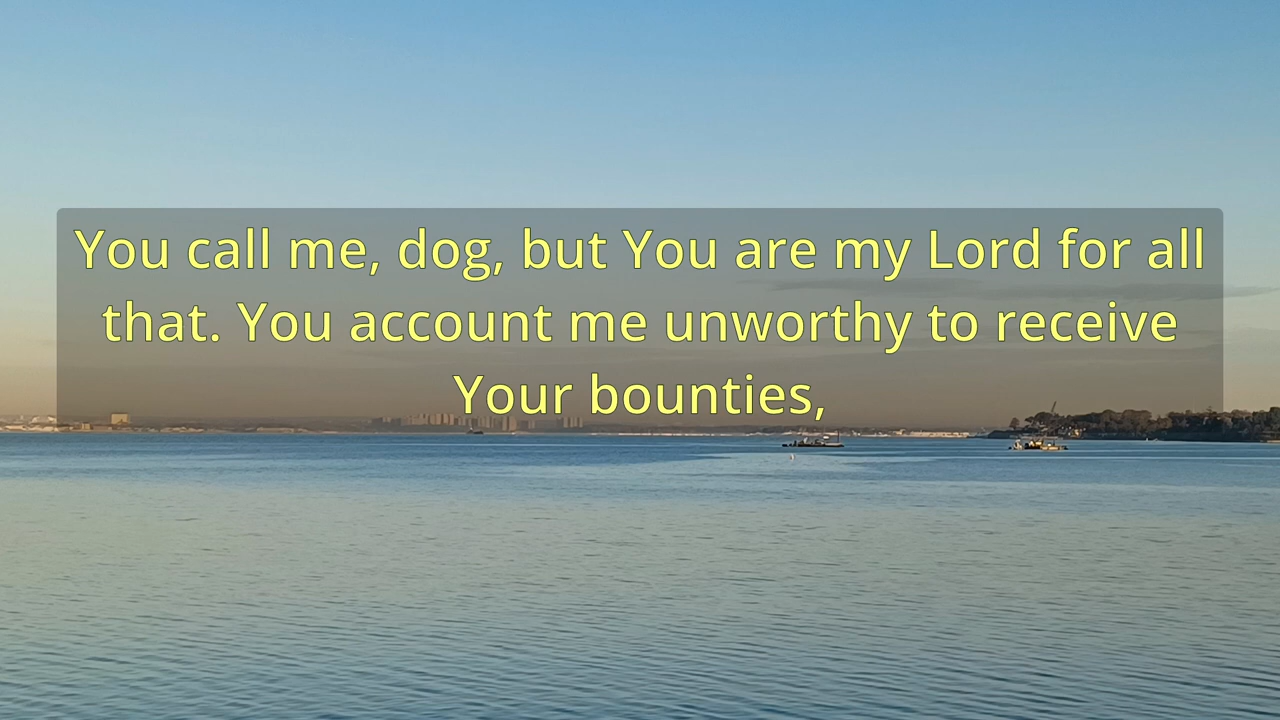 You call me, dog, but You are my Lord for all
that. You account me unworthy to receive
Your bounties,